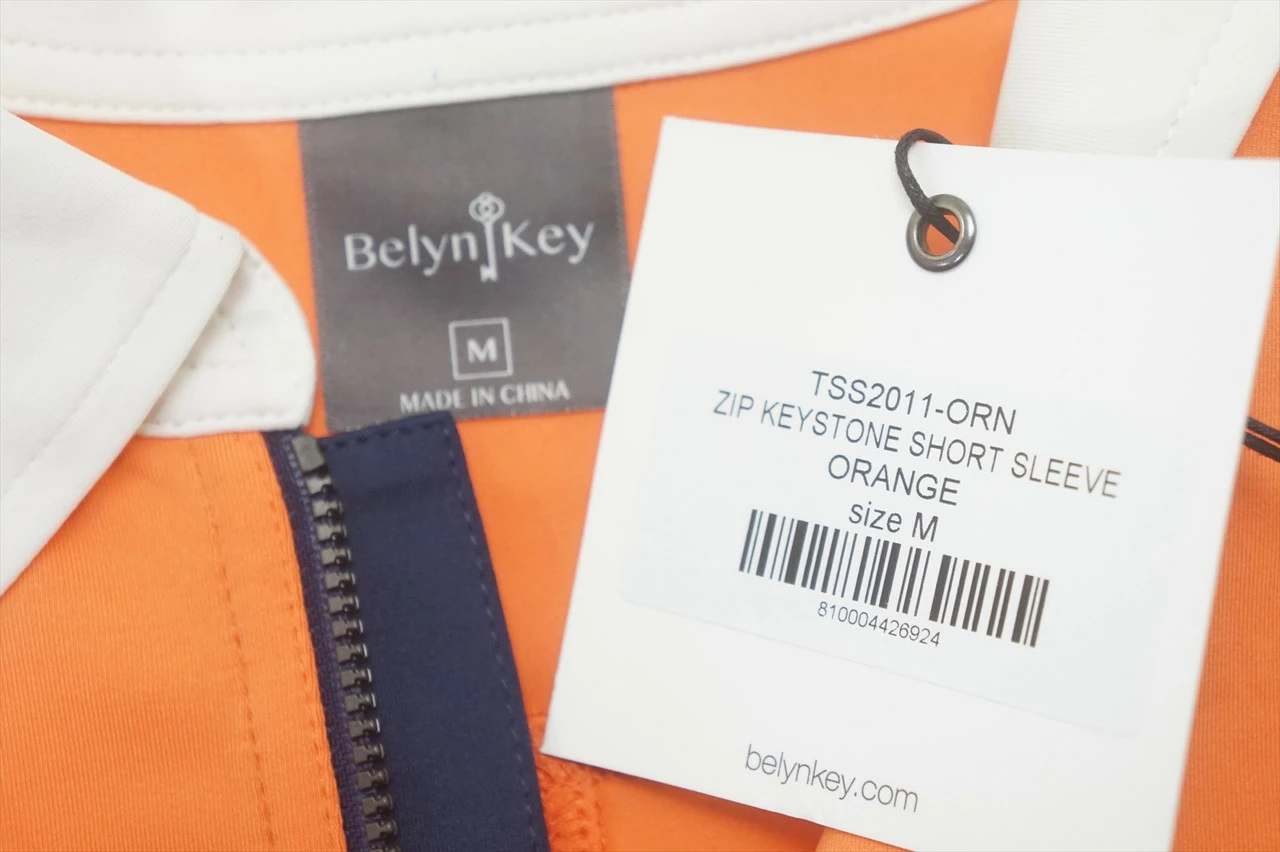 Belyn Key
M
MADE IN CHINA
TSS2011-ORN
ZIP KEYSTONE SHORT SLEEVE
ORANGE
size M
810004426924
belynkey.com